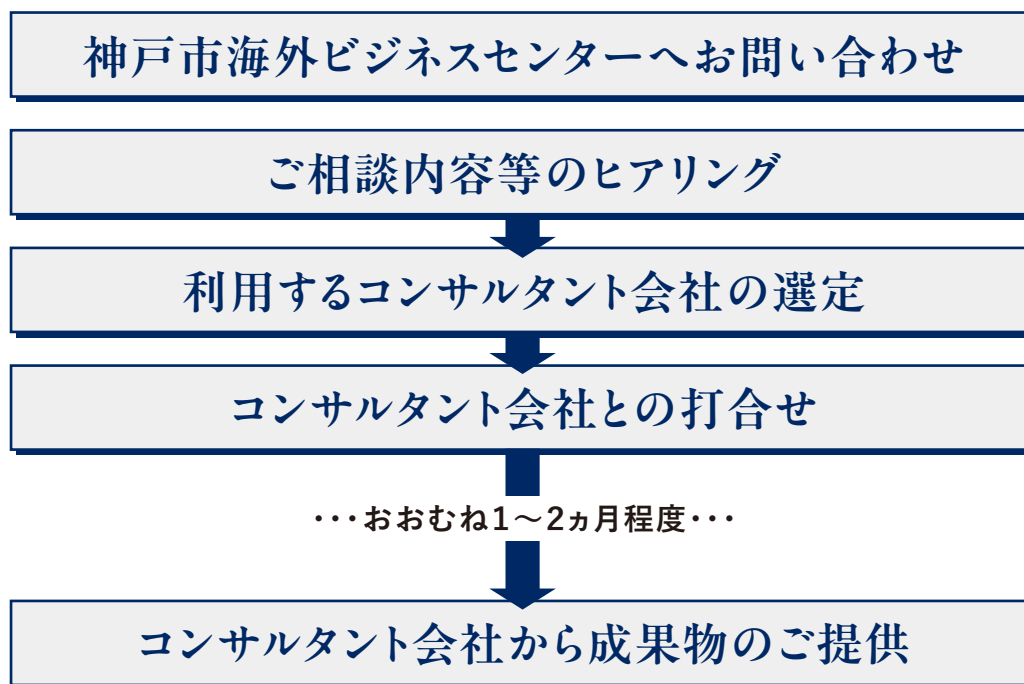 神戸市海外ビジネスセンターへお問い合わせ
ご相談内容等のヒアリング
利用するコンサルタント会社の選定
コンサルタント会社との打合せ
･･･おおむね1～2ヵ月程度･･･
コンサルタント会社から成果物のご提供